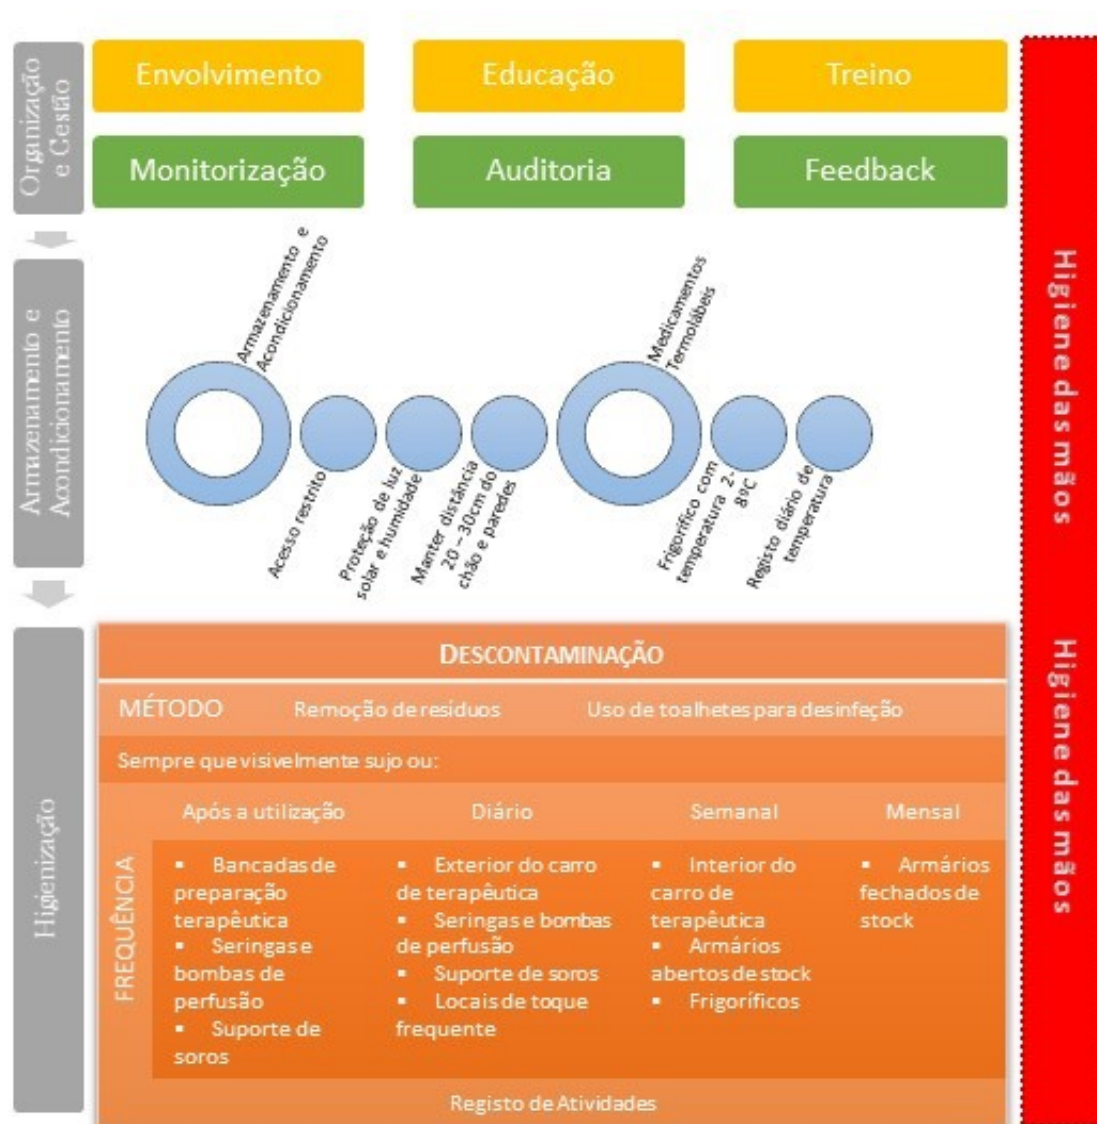 Organização
e Gestão
Envolvimento
Educação
Treino
Monitorização
Auditoria
Feedback
Armazenamento e
Acondicionamento
Armazenamento e
Acondicionamento
Acesso restrito
Proteção de luz
solar e humidade
Manter distância
20 – 30cm do
chão e paredes
Medicamentos
Termolábeis
Frigorífico com
temperatura 2-
8ºC
Registo diário de
temperatura
Higienização
DESCONTAMINAÇÃO
MÉTODO
Remoção de resíduos
Uso de toalhetes para desinfeção
Sempre que visivelmente sujo ou:
FREQUÊNCIA
Após a utilização
▪ Bancadas de
preparação
terapêutica
▪ Seringas e
bombas de
perfusão
▪ Suporte de
soros
Diário
▪ Exterior do carro
de terapêutica
▪ Seringas e bombas
de perfusão
▪ Suporte de soros
▪ Locais de toque
frequente
Semanal
▪ Interior do
carro de
terapêutica
▪ Armários
abertos de stock
▪ Frigoríficos
Mensal
▪ Armários
fechados de
stock
Registo de Atividades
Higiene das mãos
Higiene das mãos